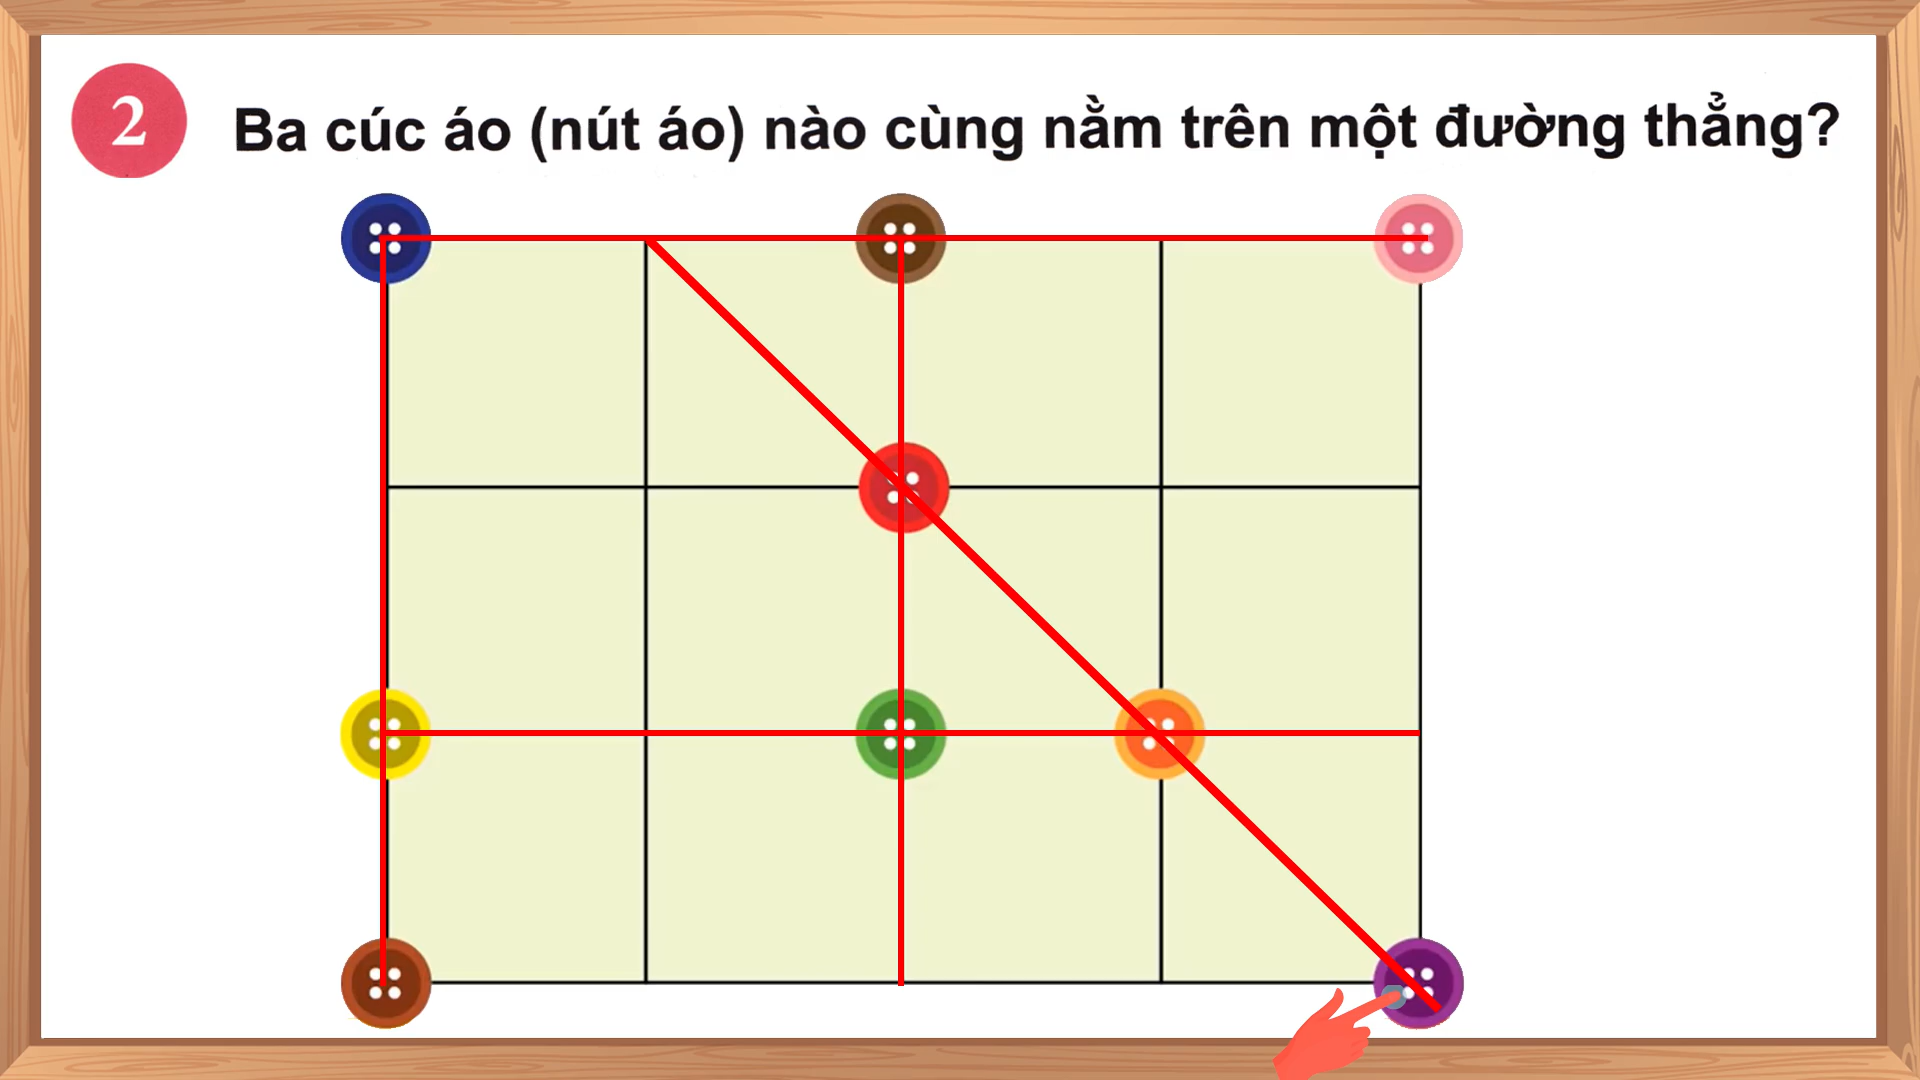 2
Ba cúc áo (nút áo) nào cùng nằm trên một đường thẳng?